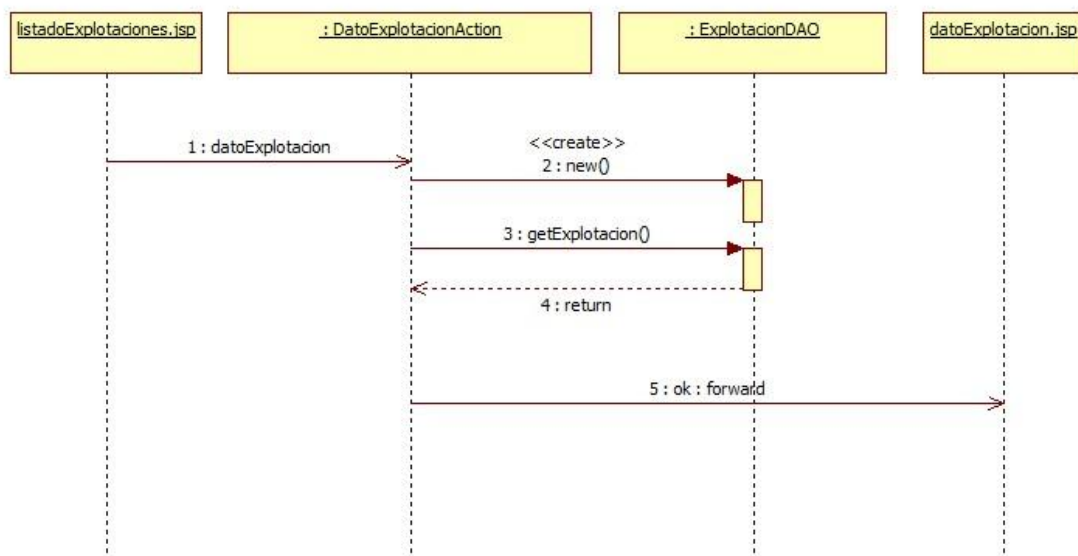 listadoExplotaciones.jsp
: DatoExplotacionAction
: ExplotacionDAO
datoExplotacion.jsp
1 : datoExplotacion
<<create>>
2 : new()
3 : getExplotacion()
4 : return
5 : ok : forward